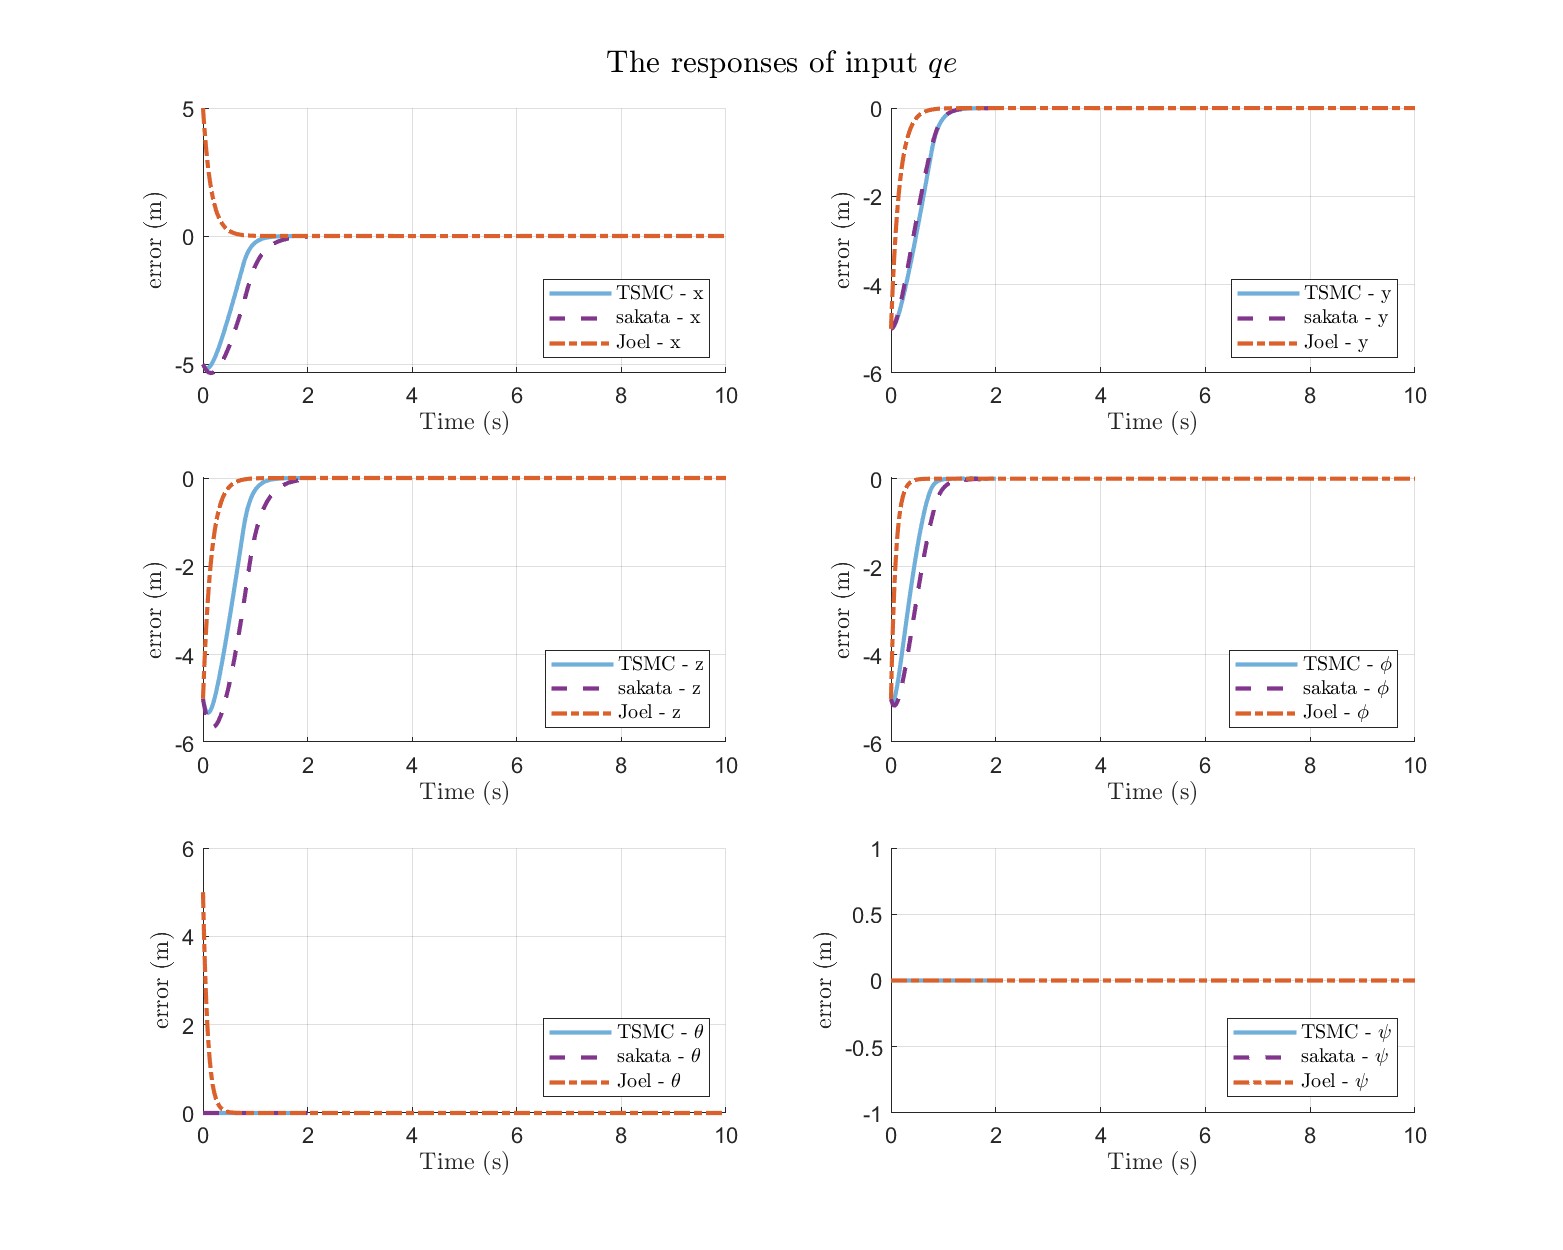 The responses of input qe
5
0
-5
error (m)
0 2 4 6 8 10
Time (s)
TSMC - x
sakata - x
Joel - x
0
-2
-4
-6
error (m)
0 2 4 6 8 10
Time (s)
TSMC - y
sakata - y
Joel - y
0
-2
-4
-6
error (m)
0 2 4 6 8 10
Time (s)
TSMC - z
sakata - z
Joel - z
0
-2
-4
-6
error (m)
0 2 4 6 8 10
Time (s)
TSMC - ϕ
sakata - ϕ
Joel - ϕ
6
4
2
0
error (m)
0 2 4 6 8 10
Time (s)
TSMC - θ
sakata - θ
Joel - θ
1
0.5
0
-0.5
-1
error (m)
0 2 4 6 8 10
Time (s)
TSMC - ψ
sakata - ψ
Joel - ψ